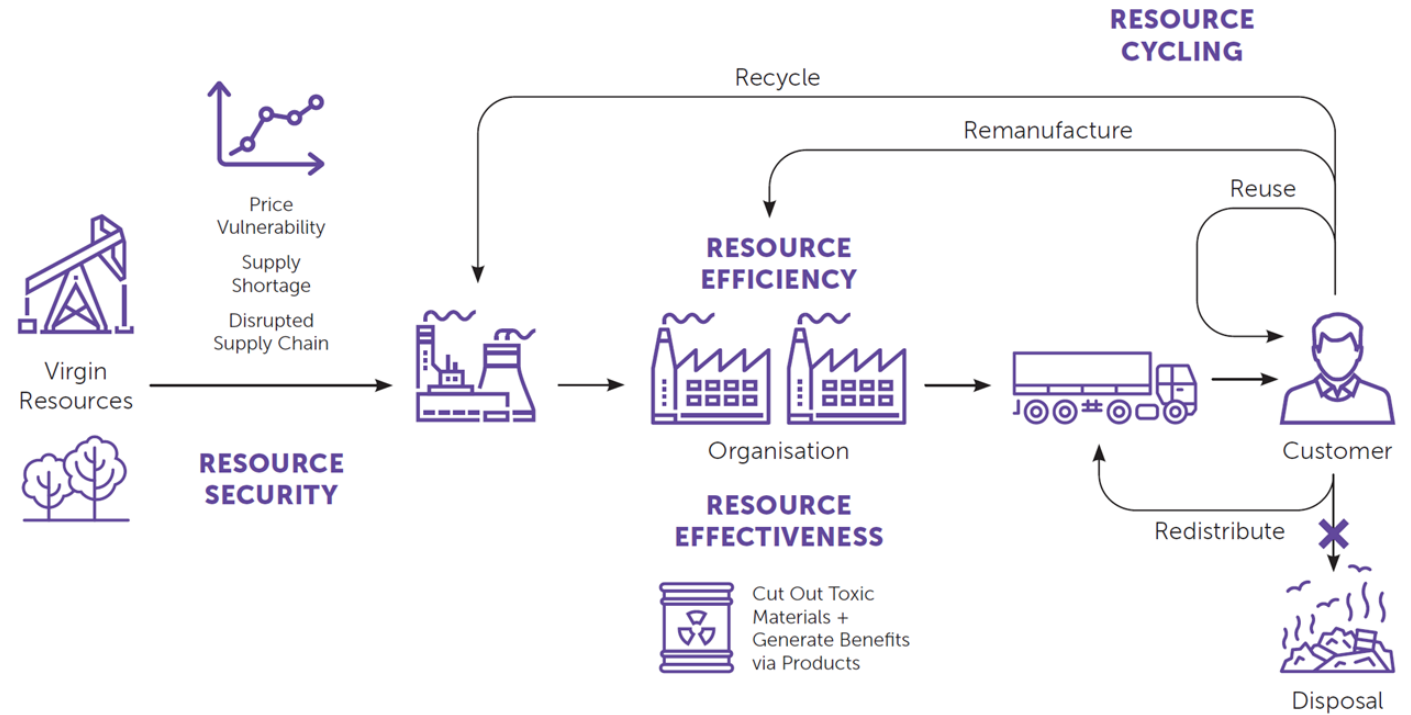 RESOURCE
CYCLING
Recycle
Remanufacture
Reuse
Price
Vulnerability
Supply
Shortage
Disrupted
Supply Chain
RESOURCE
EFFICIENCY
Virgin
Resources
RESOURCE
SECURITY
Organisation
Customer
RESOURCE
EFFECTIVENESS
Redistribute
Cut Out Toxic
Materials +
Generate Benefits
via Products
Disposal